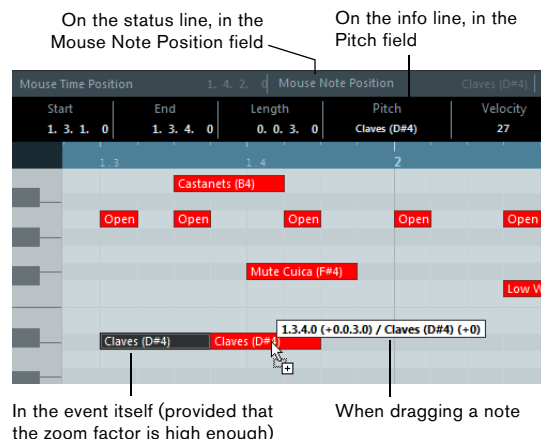 On the status line, in the
Mouse Note Position field
On the info line, in the
Pitch field
Mouse Time Position 1. 4. 2. 0 Mouse Note Position Claves (D#4)
Start End Length Pitch Velocity
1. 3. 1. 0 1. 3. 4. 0 0. 0. 3. 0 Claves (D#4) 27
1.3 1.4 2
Castanets (B4)
Open Open Open Open Open
Mute Cuica (F#4)
Low
1.3.4.0 (+0.0.3.0) / Claves (D#4) (+0)
Claves (D#4) Claves (D#4)
In the event itself (provided that
the zoom factor is high enough)
When dragging a note